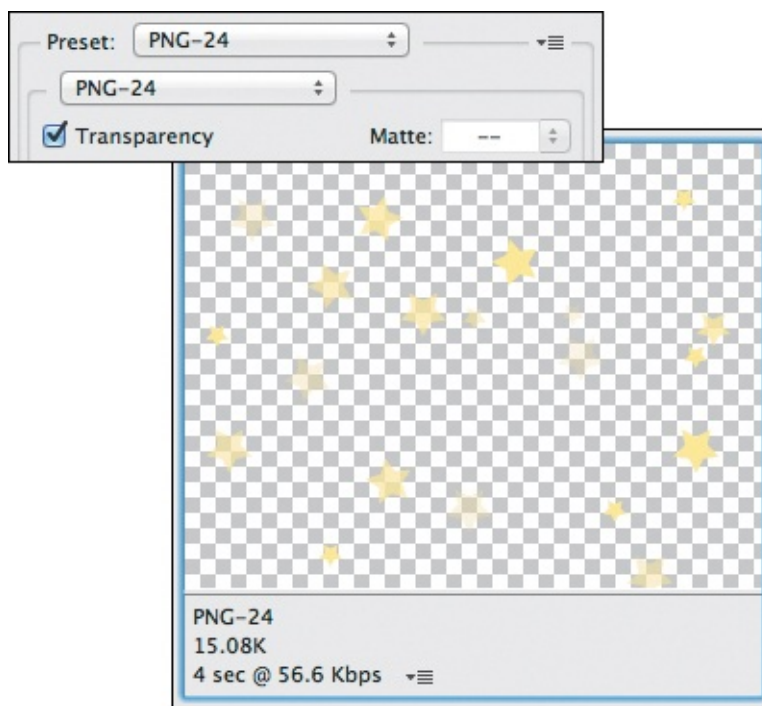 Preset: PNG-24
PNG-24
Transparency Matte: --
PNG-24
15.08K
4 sec @ 56.6 Kbps